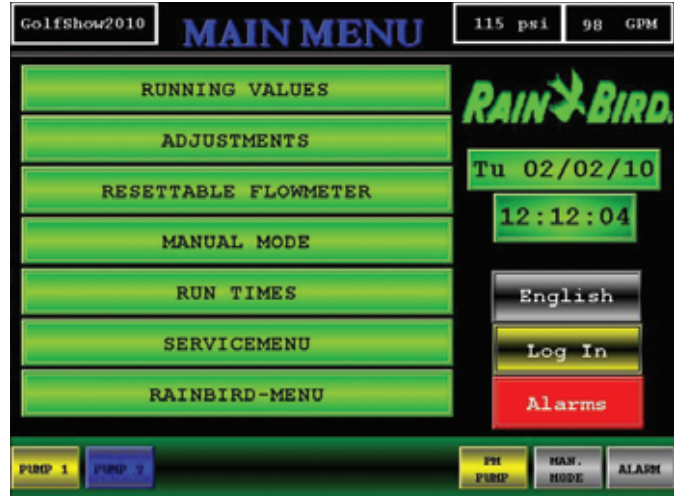 GolfShow2010
MAIN MENU
115 psi
98 GPM
RUNNING VALUES
ADJUSTMENTS
RESETTABLE FLOWMETER
MANUAL MODE
RUN TIMES
SERVICEMENU
RAINBIRD-MENU
RAIN BIRD.
Tu 02/02/10
12:12:04
English
Log In
Alarms
PUMP 1
PUMP 2
PM
PUMP
MAN.
MODE
ALARM